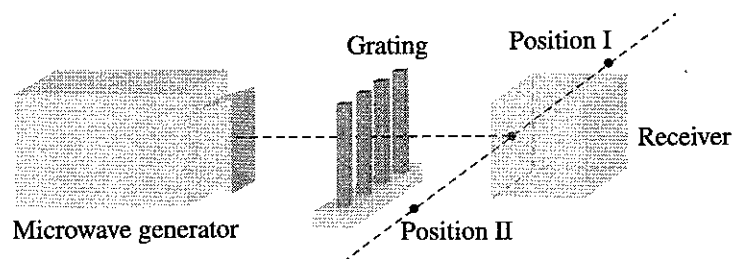 Position I
Grating
Receiver
Microwave generator
Position II